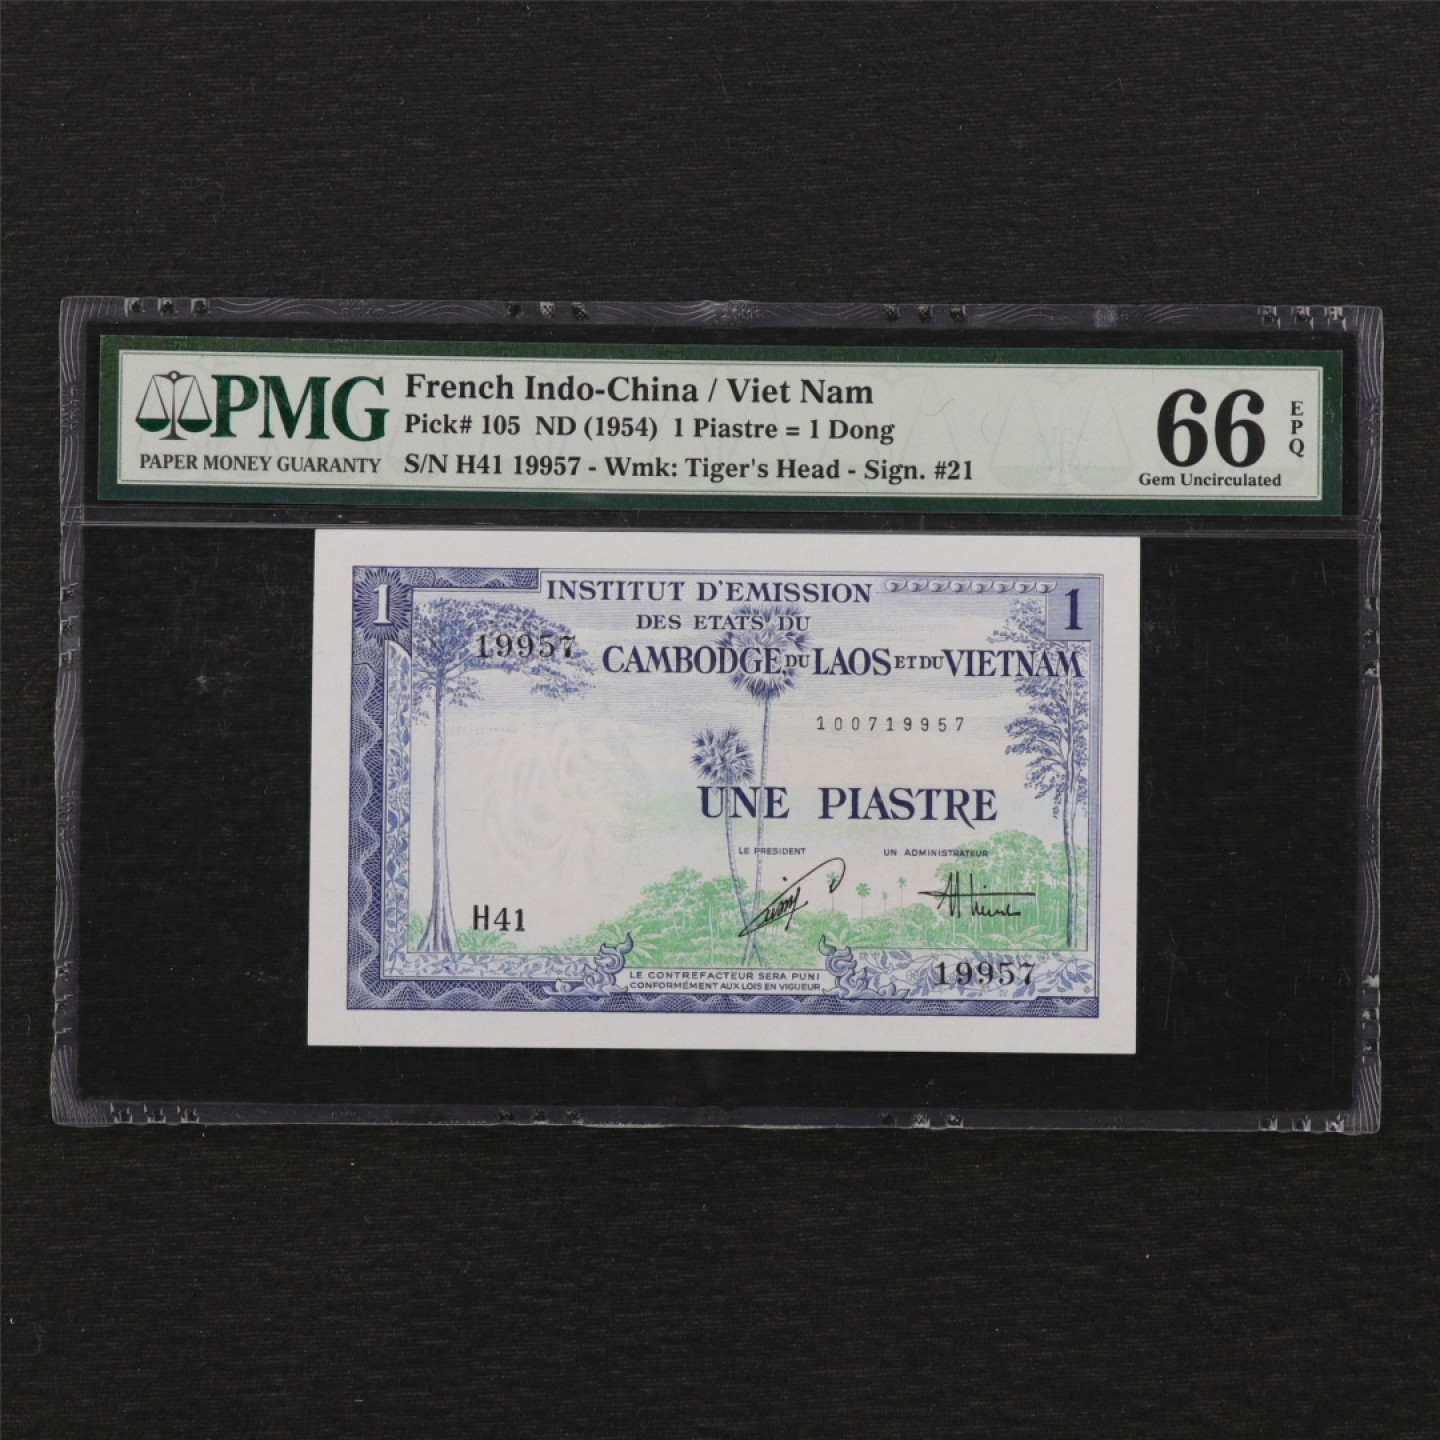 PMG
PAPER MONEY GUARANTY
French Indo-China / Viet Nam
Pick# 105 ND (1954) 1 Piastre = 1 Dong
S/N H41 19957 - Wmk: Tiger's Head - Sign. #21
66
EPQ
Gem Uncirculated
1
INSTITUT D'EMISSION
1
DES ETATS DU
19957
CAMBODGE DU LAOS ET DU VIETNAM
100719957
UNE PIASTRE
LE PRESIDENT
UN ADMINISTRATEUR
H41
LE CONTREFACTEUR SERA PUNI
CONFORMÉMENT AUX LOIS EN VIGUEUR
19957